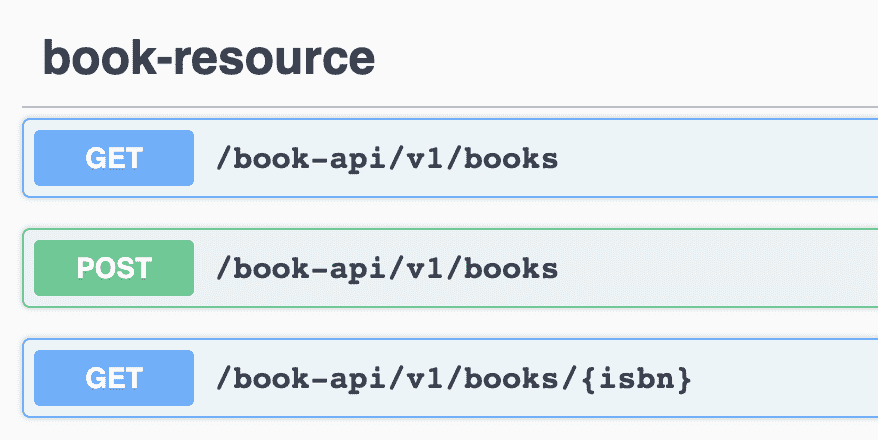 book-resource
GET /book-api/v1/books
POST /book-api/v1/books
GET /book-api/v1/books/{isbn}